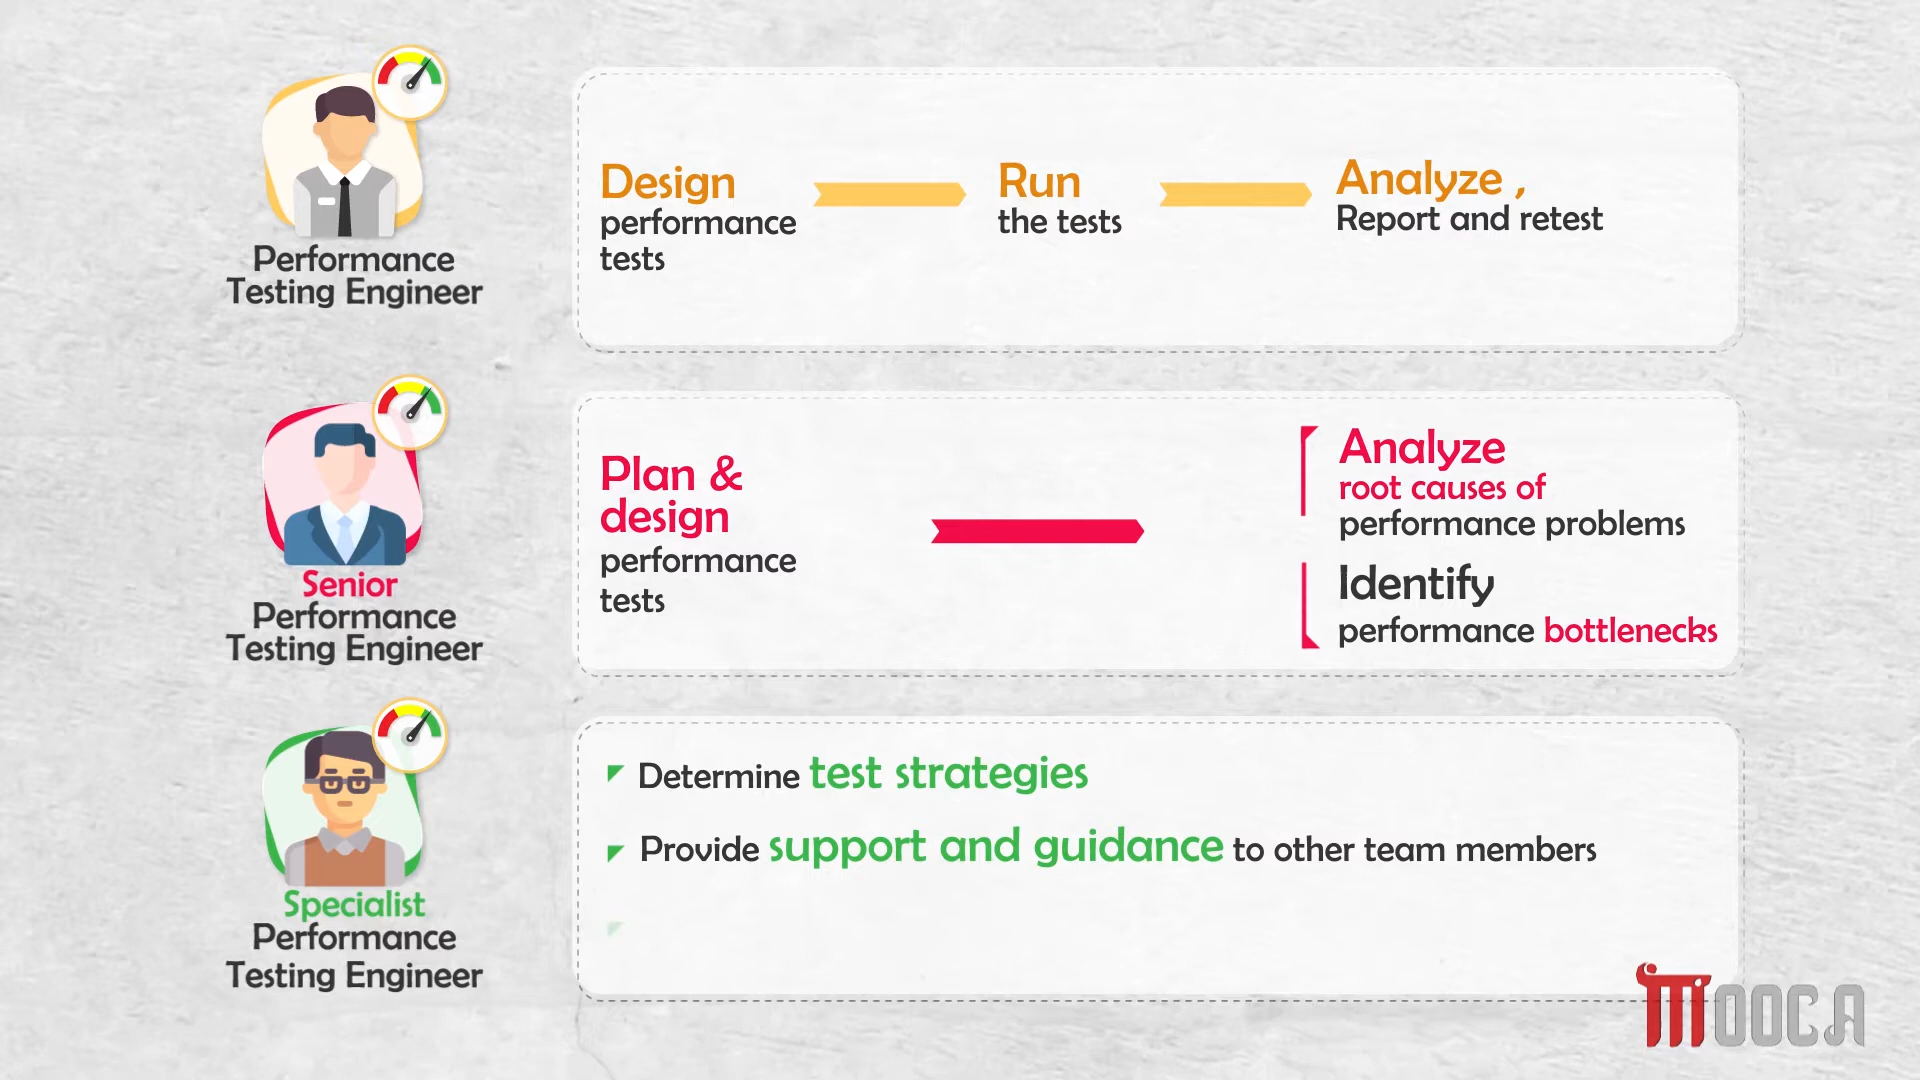 Performance
Testing Engineer
Design
performance
tests
Run
the tests
Analyze ,
Report and retest
Senior
Performance
Testing Engineer
Plan &
design
performance
tests
Analyze
root causes of
performance problems
Identify
performance bottlenecks
Specialist
Performance
Testing Engineer
Determine test strategies
Provide support and guidance to other team members
MOOCA